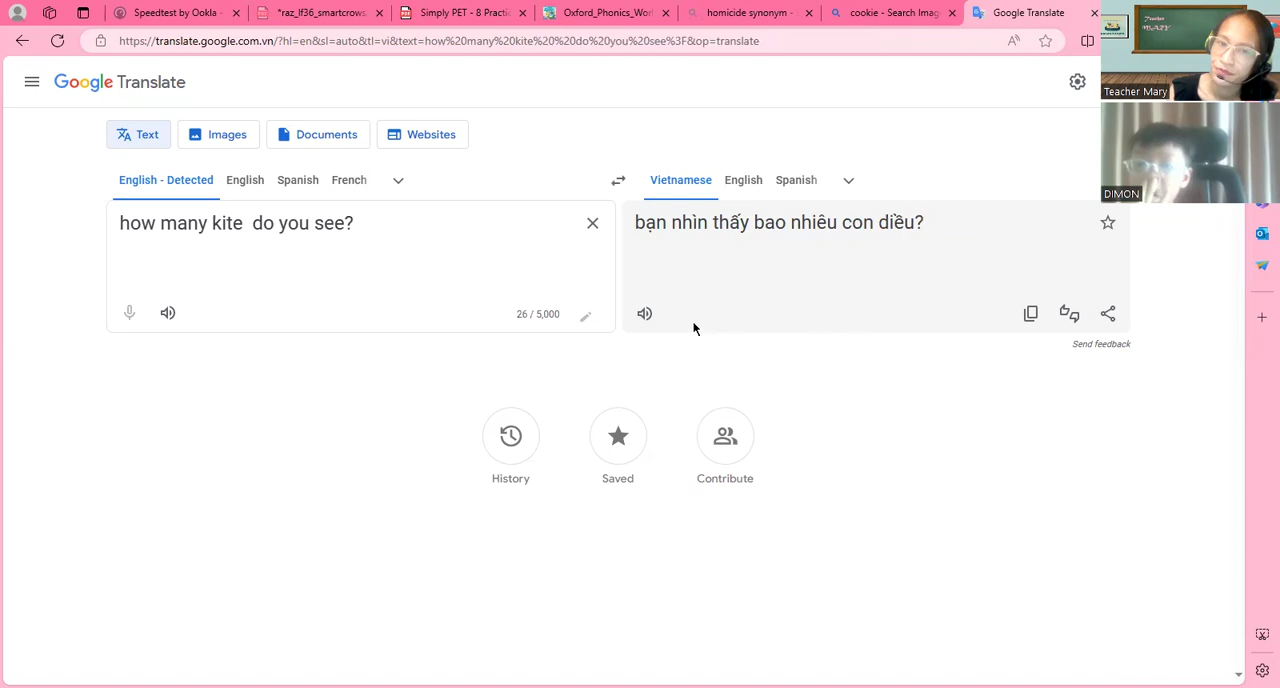 Speedtest by Ookla
*raz_lf36_smartcrows.
Simply PET - 8 Practi
Oxford_Phonics_Worl
homicide synonym -
cookie - Search Imag
Google Translate
https://translate.google.com.vn/?hl=en&sl=auto&tl=vi&text=how%20many%20kite%20%20do%20you%20see%3F&op=translate
Teacher Mary
DIMON
Google Translate
Text
Images
Documents
Websites
English - Detected
English
Spanish
French
Vietnamese
English
Spanish
how many kite  do you see?
bạn nhìn thấy bao nhiêu con diều?
26 / 5,000
Send feedback
History
Saved
Contribute